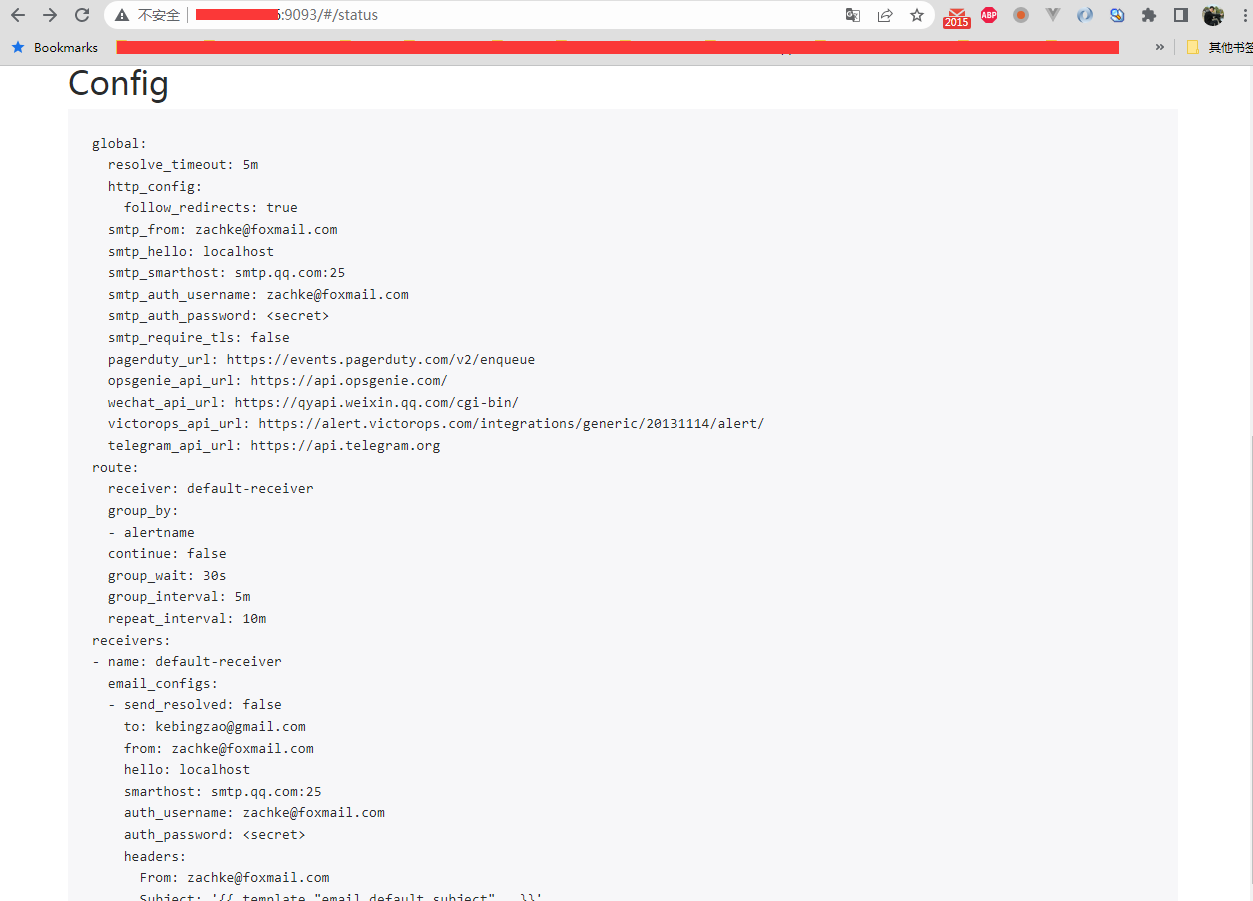 不安全
5:9093/#/status
2015
ABP
Bookmarks
»
其他书签
Config
global:
resolve_timeout: 5m
http_config:
follow_redirects: true
smtp_from: zachke@foxmail.com
smtp_hello: localhost
smtp_smarthost: smtp.qq.com:25
smtp_auth_username: zachke@foxmail.com
smtp_auth_password: <secret>
smtp_require_tls: false
pagerduty_url: https://events.pagerduty.com/v2/enqueue
opsgenie_api_url: https://api.opsgenie.com/
wechat_api_url: https://qyapi.weixin.qq.com/cgi-bin/
victorops_api_url: https://alert.victorops.com/integrations/generic/20131114/alert/
telegram_api_url: https://api.telegram.org
route:
receiver: default-receiver
group_by:
- alertname
continue: false
group_wait: 30s
group_interval: 5m
repeat_interval: 10m
receivers:
- name: default-receiver
email_configs:
- send_resolved: false
to: kebingzao@gmail.com
from: zachke@foxmail.com
hello: localhost
smarthost: smtp.qq.com:25
auth_username: zachke@foxmail.com
auth_password: <secret>
headers:
From: zachke@foxmail.com
Subject: '{{ template "email.default.subject" . }}'